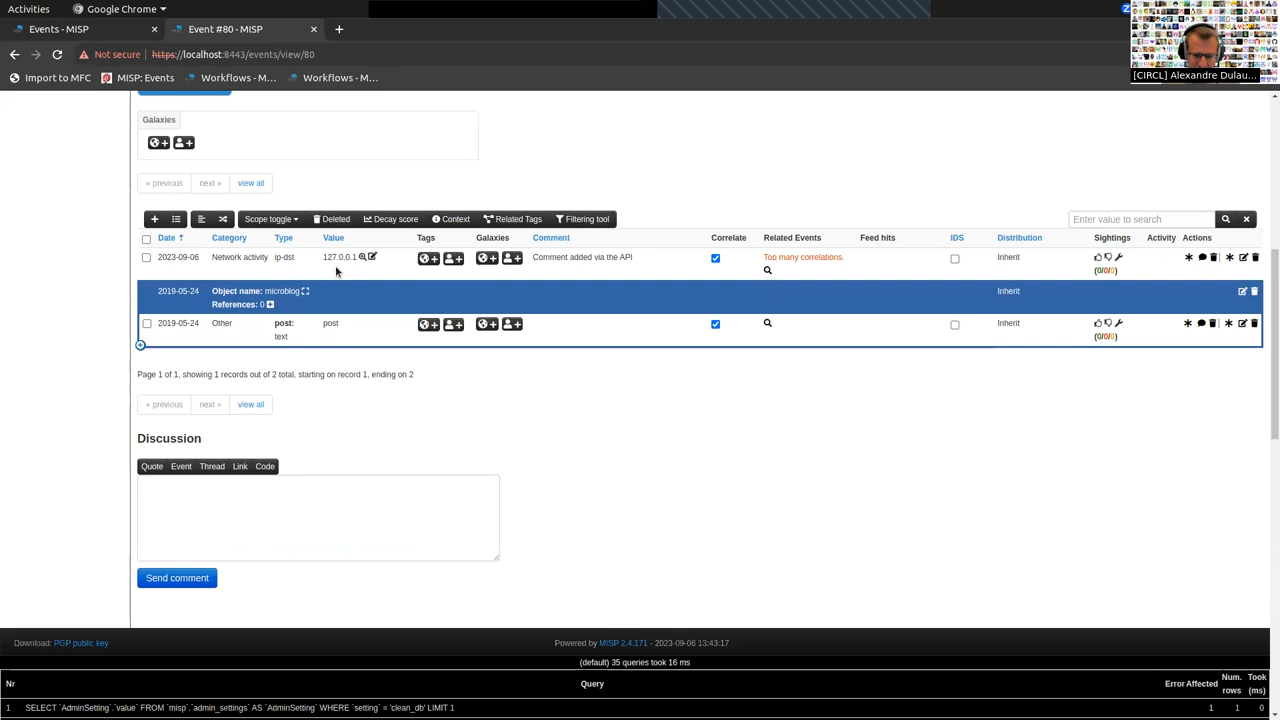 Activities
Google Chrome
Events - MISP
Event #80 - MISP
Not secure
https://localhost:8443/events/view/80
Import to MFC
MISP: Events
Workflows - M...
Workflows - M...
[CIRCL] Alexandre Dulau...
Galaxies
« previous next » view all
Scope toggle Deleted Decay score Context Related Tags Filtering tool Enter value to search
Date Category Type Value Tags Galaxies Comment Correlate Related Events Feed hits IDS Distribution Sightings Activity Actions
2023-09-06 Network activity ip-dst 127.0.0.1 Comment added via the API Too many correlations. Inherit
(0/0/0)
2019-05-24 Object name: microblog Inherit
References: 0
2019-05-24 Other post: post Inherit
text (0/0/0)
Page 1 of 1, showing 1 records out of 2 total, starting on record 1, ending on 2
« previous next » view all
Discussion
Quote Event Thread Link Code
Send comment
Download: PGP public key Powered by MISP 2.4.171 - 2023-09-06 13:43:17
(default) 35 queries took 16 ms
Nr Query Error Affected Num. rows Took (ms)
1 SELECT `AdminSetting`.`value` FROM `misp`.`admin_settings` AS `AdminSetting` WHERE `setting` = 'clean_db' LIMIT 1 1 1 0